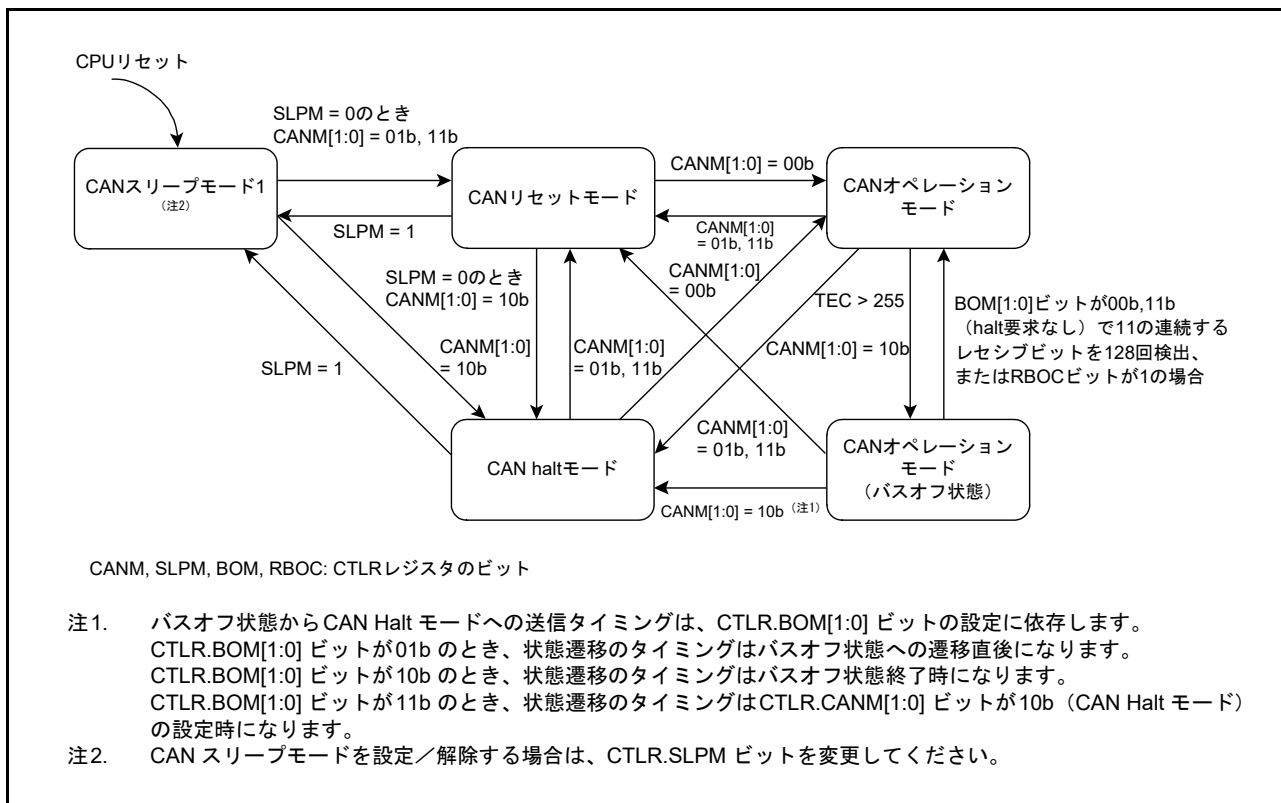 CPUリセット
SLPM = 0のとき
CANM[1:0] = 01b, 11b
CANスリープモード1
（注2）
CANリセットモード
CANM[1:0] = 00b
CANオペレーション
モード
SLPM = 1
CANM[1:0]
= 01b, 11b
SLPM = 0のとき
CANM[1:0] = 10b
CANM[1:0]
= 00b
TEC > 255
BOM[1:0]ビットが00b,11b
（halt要求なし）で11の連続する
レセシブビットを128回検出、
またはRBOCビットが1の場合
SLPM = 1
CANM[1:0]
= 10b
CANM[1:0]
= 01b, 11b
CANM[1:0] = 10b
CAN haltモード
CANM[1:0]
= 01b, 11b
CANオペレーション
モード
（バスオフ状態）
CANM[1:0] = 10b（注1）
CANM, SLPM, BOM, RBOC: CTLRレジスタのビット
注1. バスオフ状態からCAN Halt モードへの送信タイミングは、CTLR.BOM[1:0] ビットの設定に依存します。
CTLR.BOM[1:0] ビットが01b のとき、状態遷移のタイミングはバスオフ状態への遷移直後になります。
CTLR.BOM[1:0] ビットが10b のとき、状態遷移のタイミングはバスオフ状態終了時になります。
CTLR.BOM[1:0] ビットが11b のとき、状態遷移のタイミングはCTLR.CANM[1:0] ビットが10b（CAN Halt モード）
の設定時になります。
注2. CAN スリープモードを設定／解除する場合は、CTLR.SLPM ビットを変更してください。